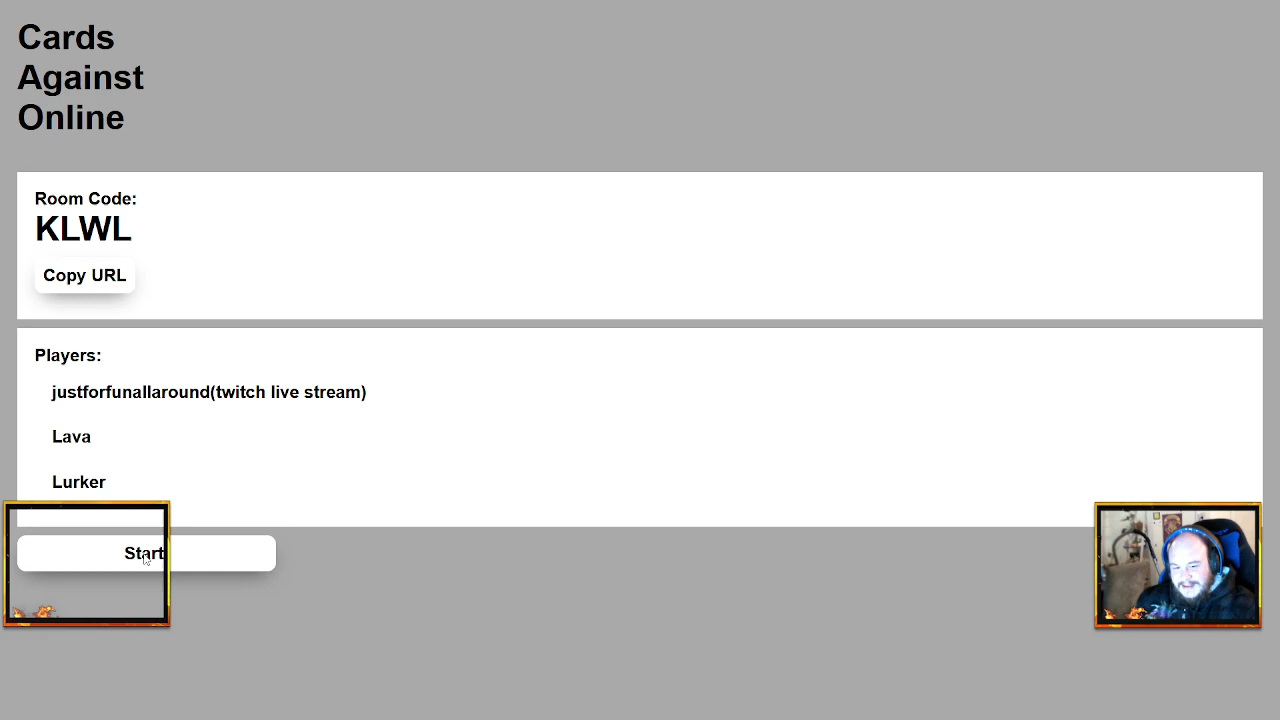 Cards
Against
Online
Room Code:
KLWL
Copy URL
Players:
justforfunallaround(twitch live stream)
Lava
Lurker
Start